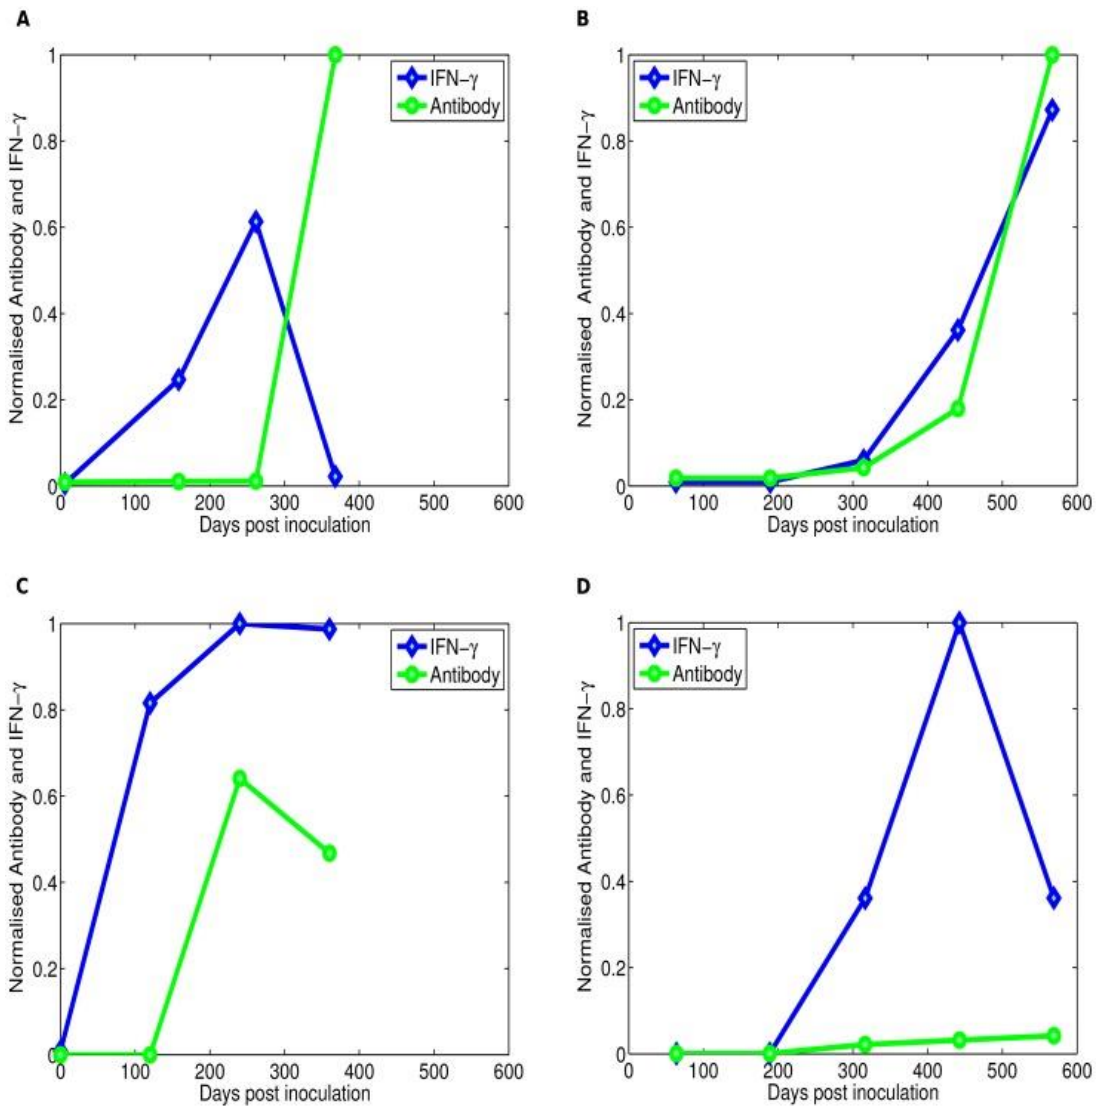 A
Normalised Antibody and IFN-γ
1
0.8
0.6
0.4
0.2
0
0 100 200 300 400 500 600
Days post inoculation
IFN-γ
Antibody
B
Normalised Antibody and IFN-γ
1
0.8
0.6
0.4
0.2
0
0 100 200 300 400 500 600
Days post inoculation
IFN-γ
Antibody
C
Normalised Antibody and IFN-γ
1
0.8
0.6
0.4
0.2
0
0 100 200 300 400 500 600
Days post inoculation
IFN-γ
Antibody
D
Normalised Antibody and IFN-γ
1
0.8
0.6
0.4
0.2
0
0 100 200 300 400 500 600
Days post inoculation
IFN-γ
Antibody